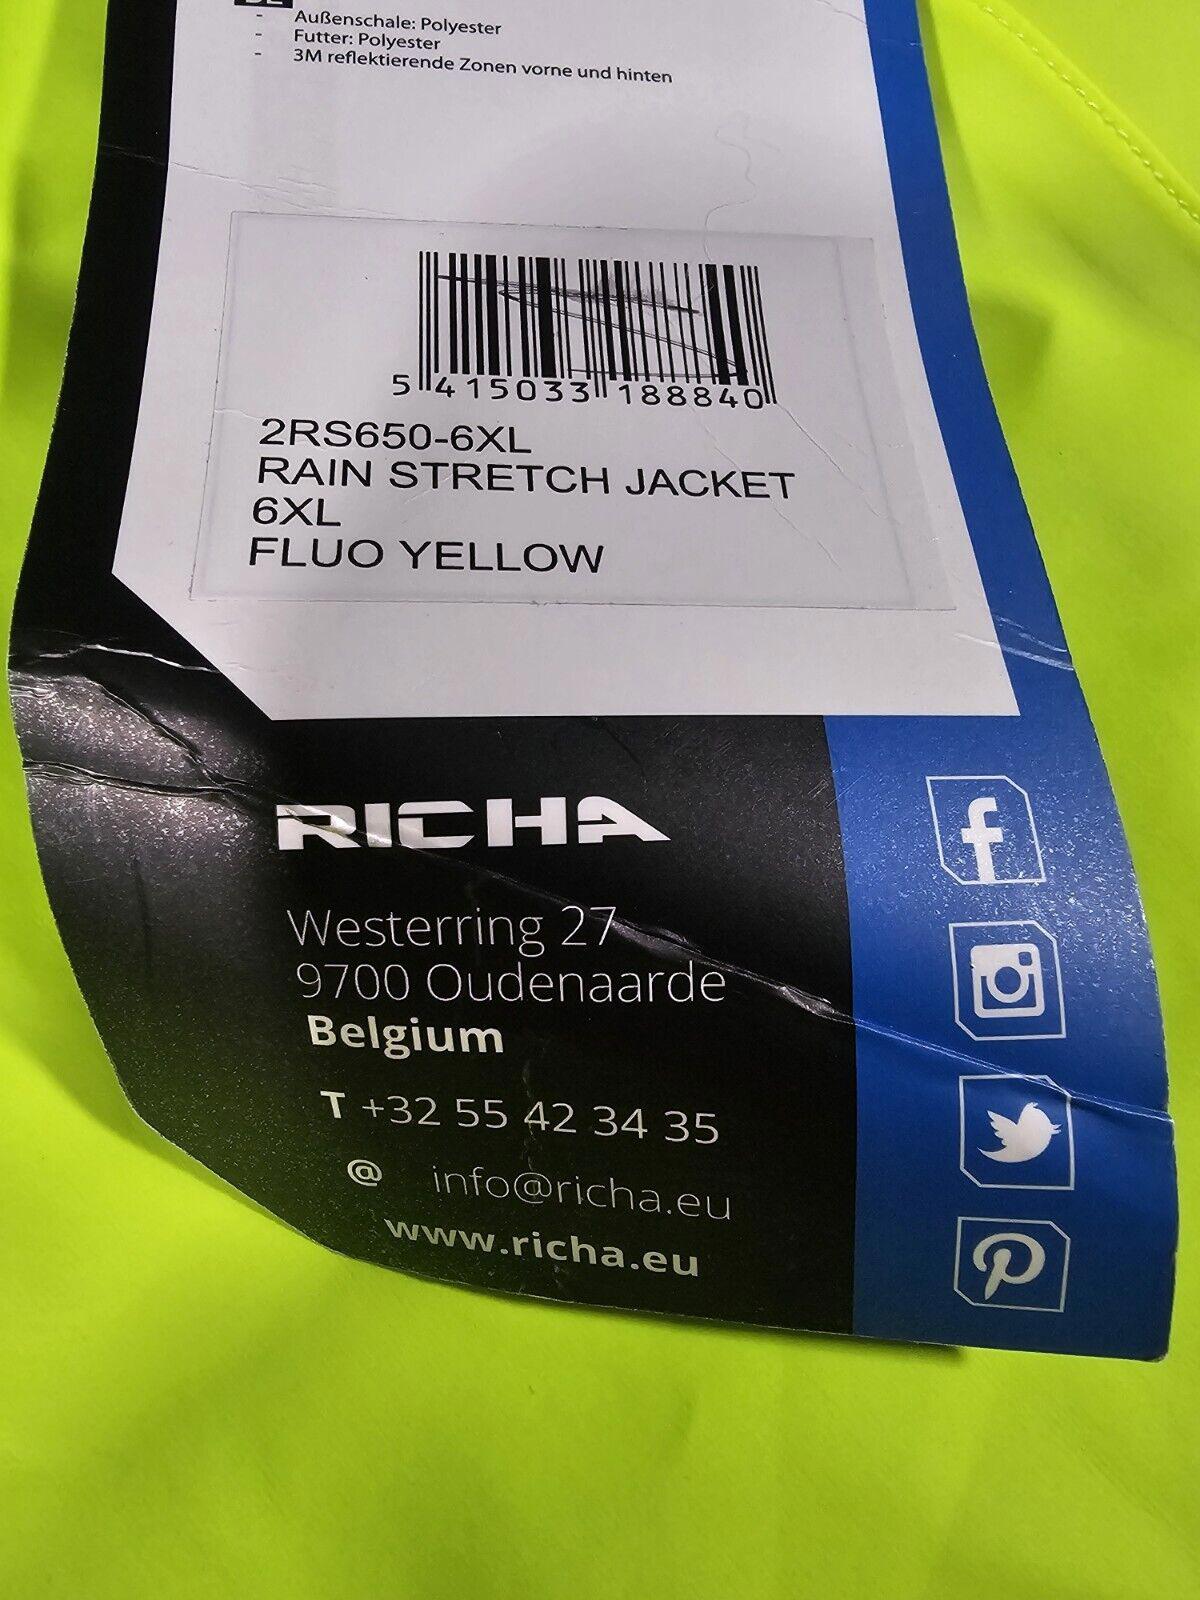 DE
- Außenschale: Polyester
- Futter: Polyester
- 3M reflektierende Zonen vorne und hinten
5 415033 188840
2RS650-6XL
RAIN STRETCH JACKET
6XL
FLUO YELLOW
RICHA
Westerring 27
9700 Oudenaarde
Belgium
T +32 55 42 34 35
@ info@richa.eu
www.richa.eu